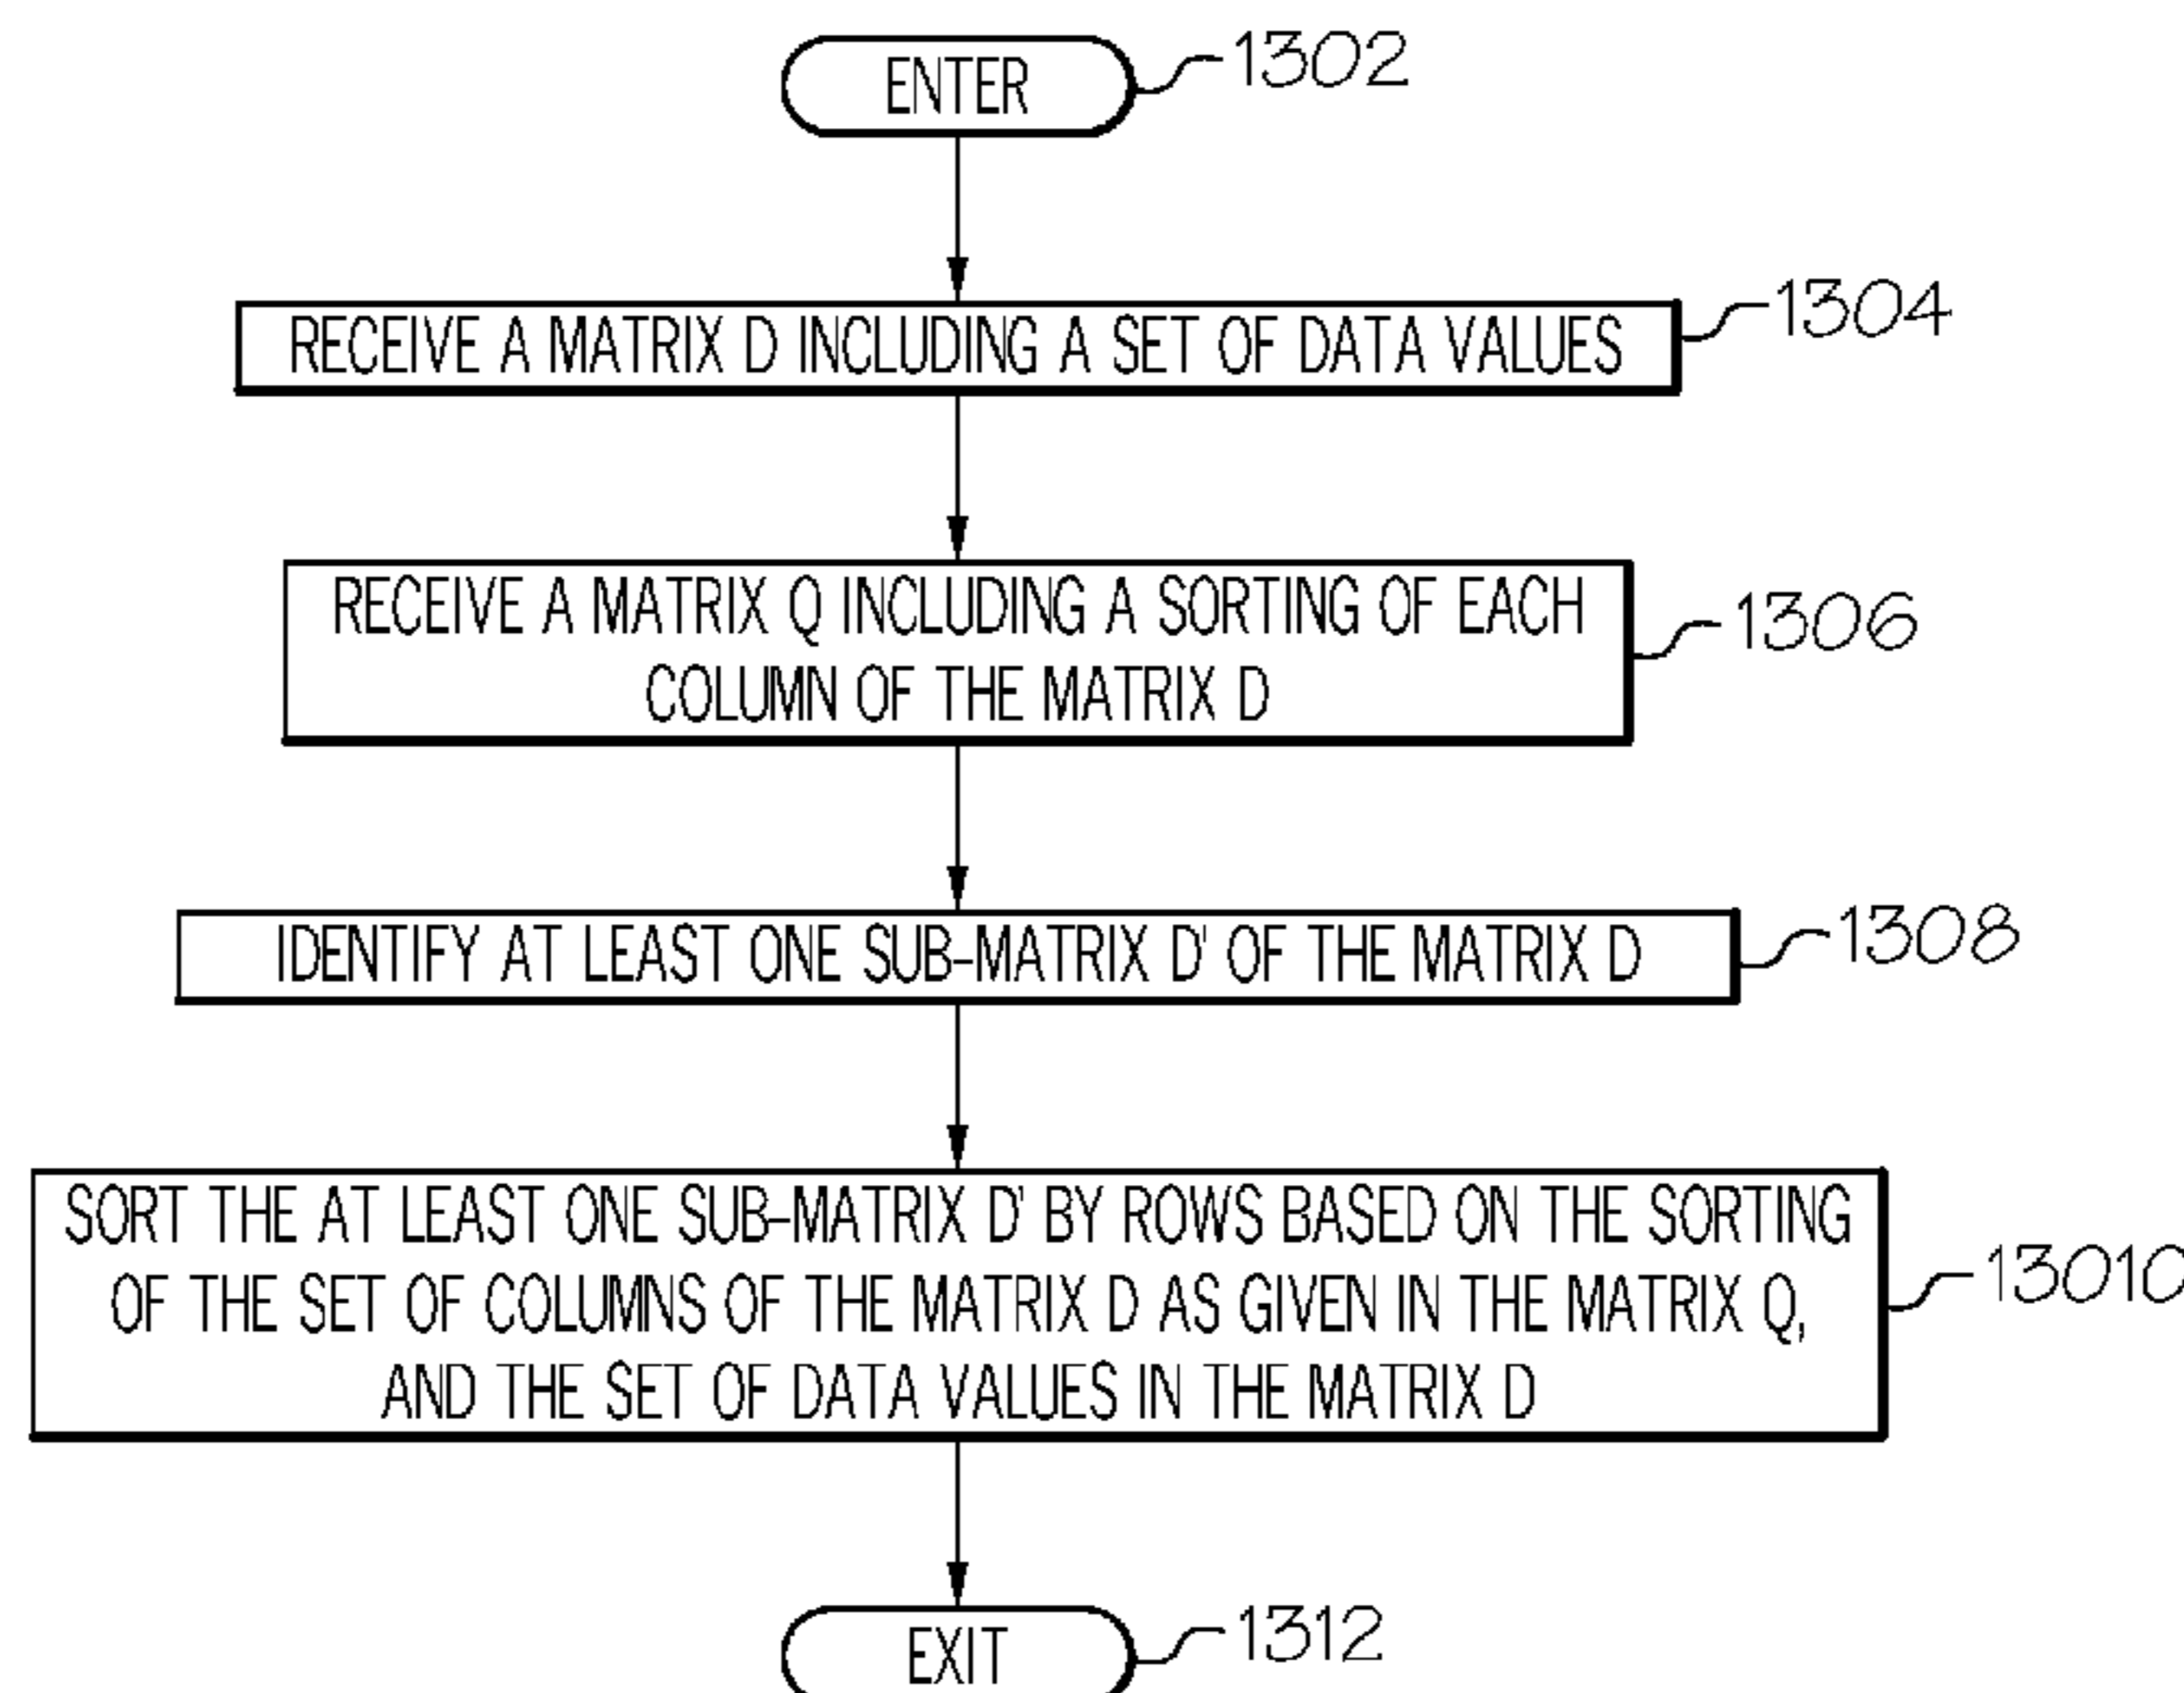 ENTER
1302
RECEIVE A MATRIX D INCLUDING A SET OF DATA VALUES
1304
RECEIVE A MATRIX Q INCLUDING A SORTING OF EACH
COLUMN OF THE MATRIX D
1306
IDENTIFY AT LEAST ONE SUB-MATRIX D' OF THE MATRIX D
1308
SORT THE AT LEAST ONE SUB-MATRIX D' BY ROWS BASED ON THE SORTING
OF THE SET OF COLUMNS OF THE MATRIX D AS GIVEN IN THE MATRIX Q,
AND THE SET OF DATA VALUES IN THE MATRIX D
13010
EXIT
1312